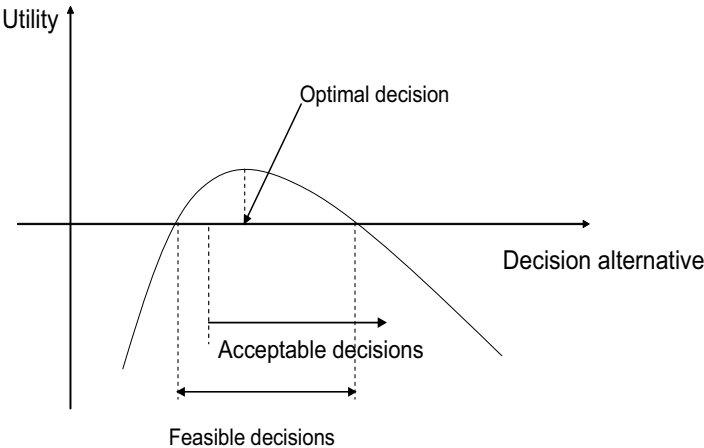 Utility
Optimal decision
Decision alternative
Acceptable decisions
Feasible decisions